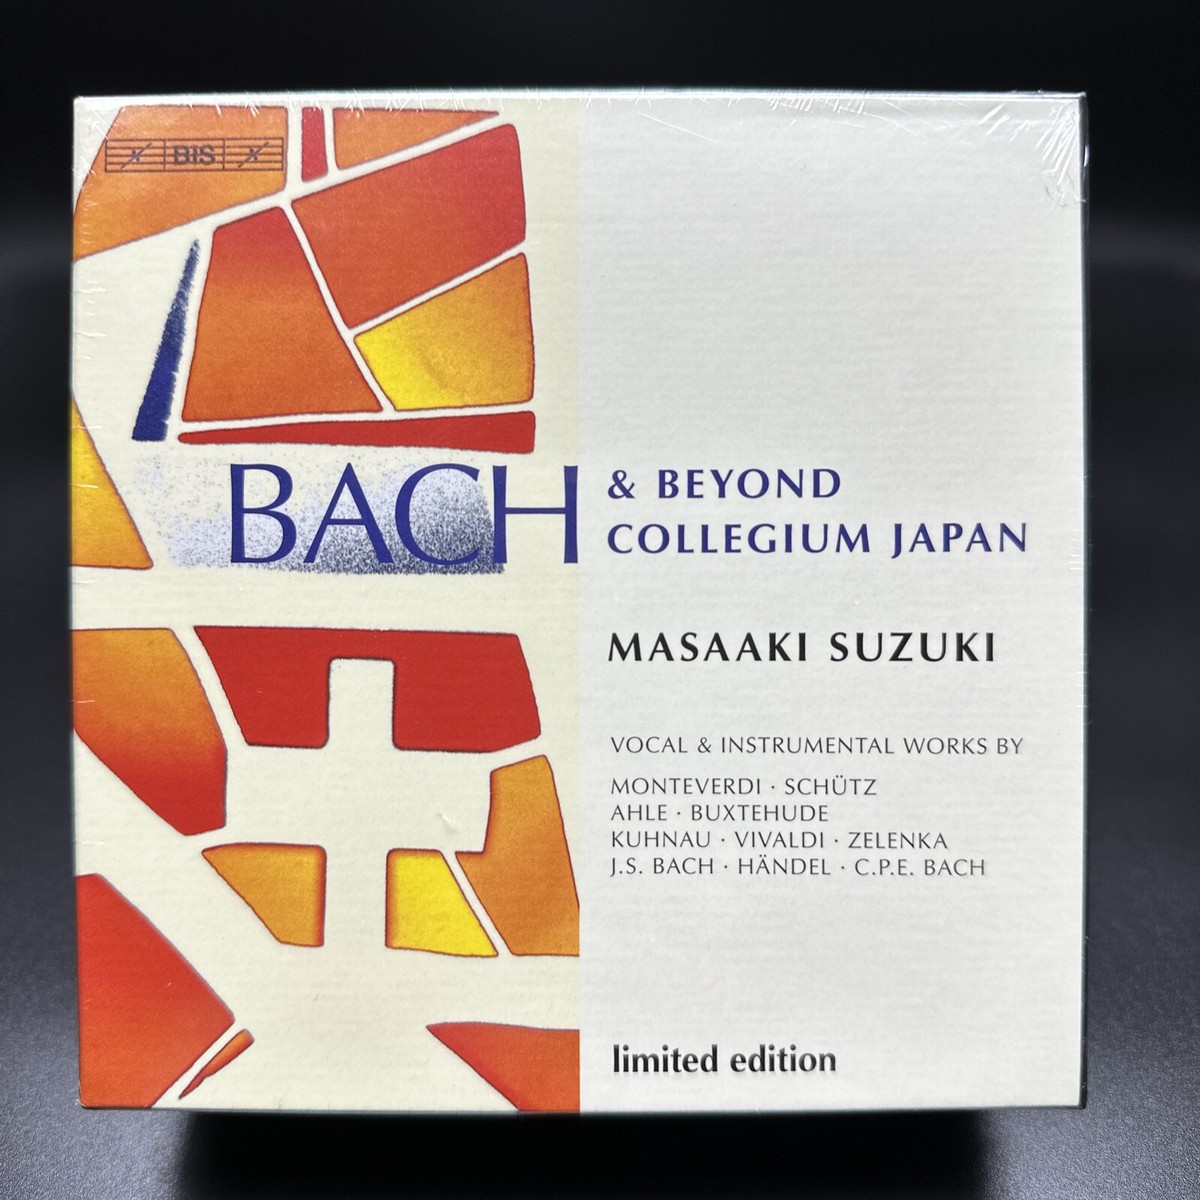 BIS
BACH & BEYOND
COLLEGIUM JAPAN
MASAAKI SUZUKI
VOCAL & INSTRUMENTAL WORKS BY
MONTEVERDI · SCHÜTZ
AHLE · BUXTEHUDE
KUHNAU · VIVALDI · ZELENKA
J.S. BACH · HÄNDEL · C.P.E. BACH
limited edition